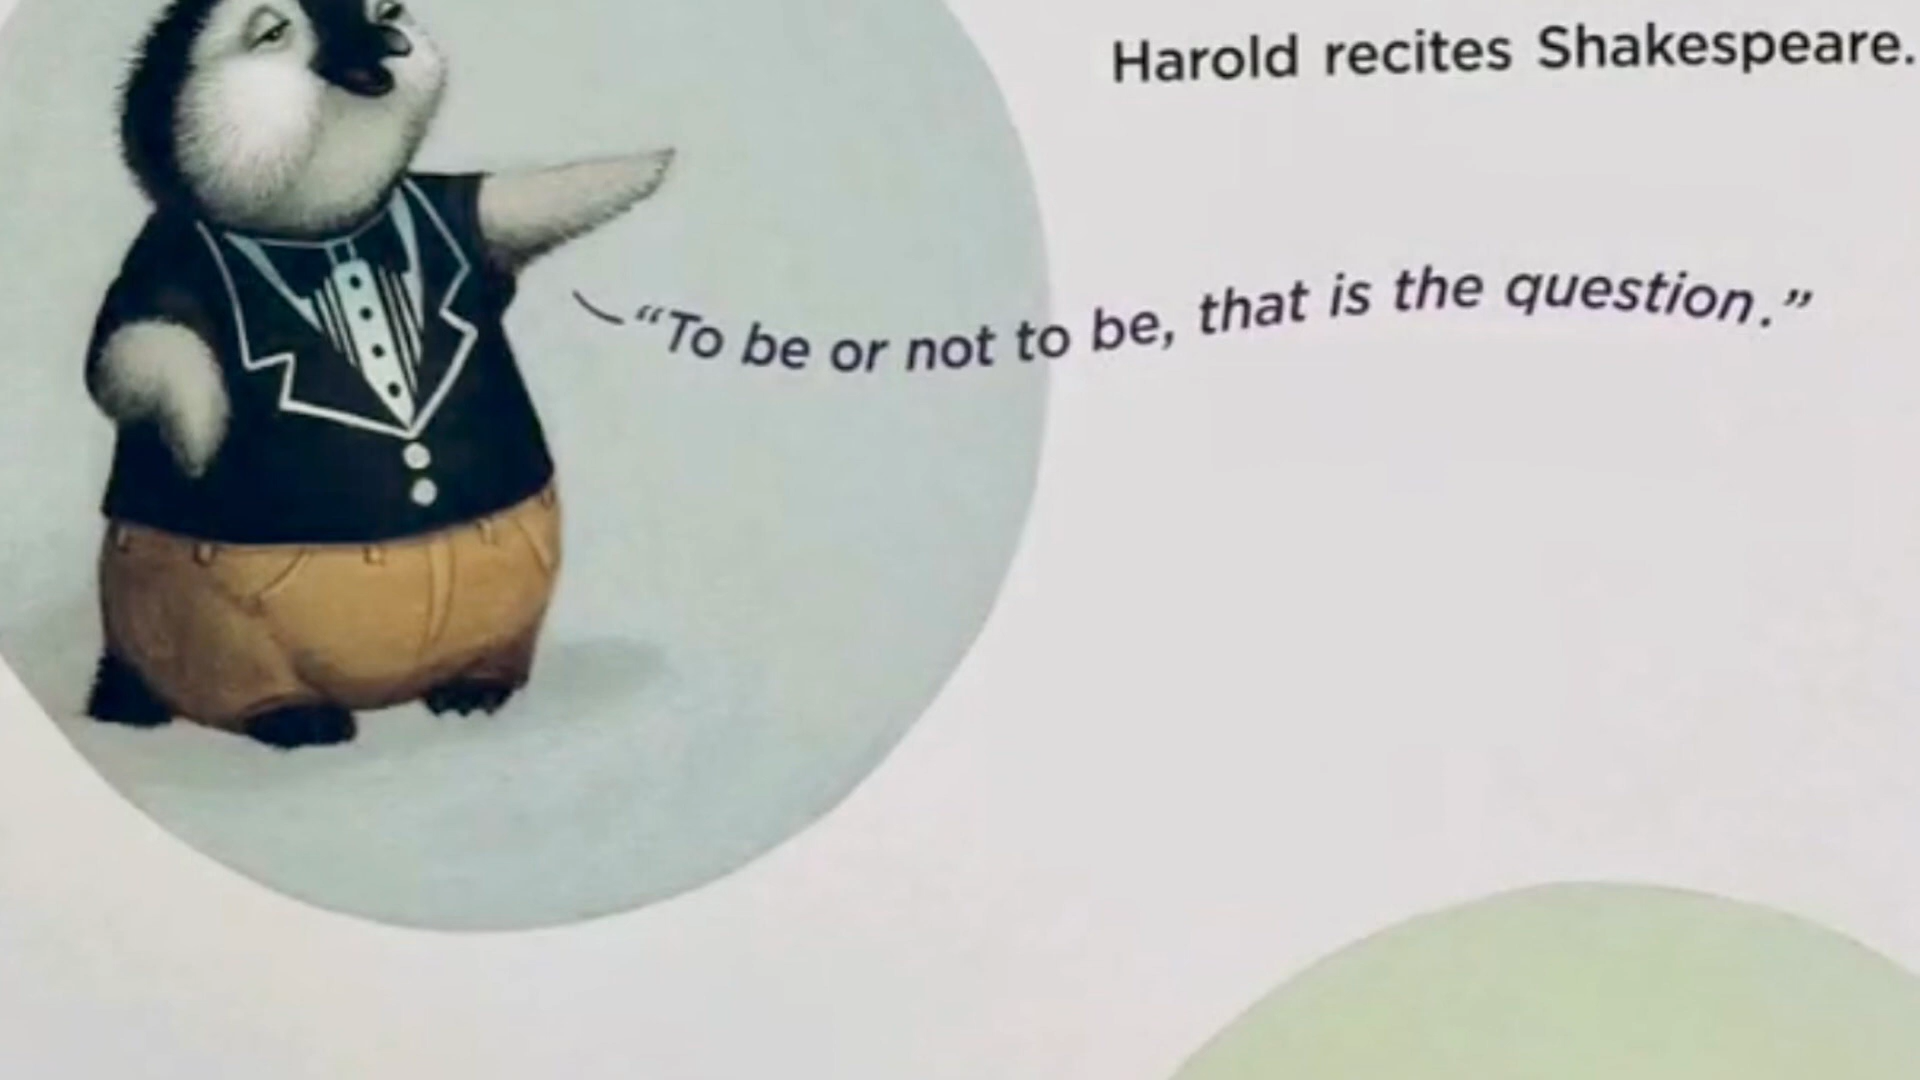 Harold recites Shakespeare.
“To be or not to be, that is the question.”